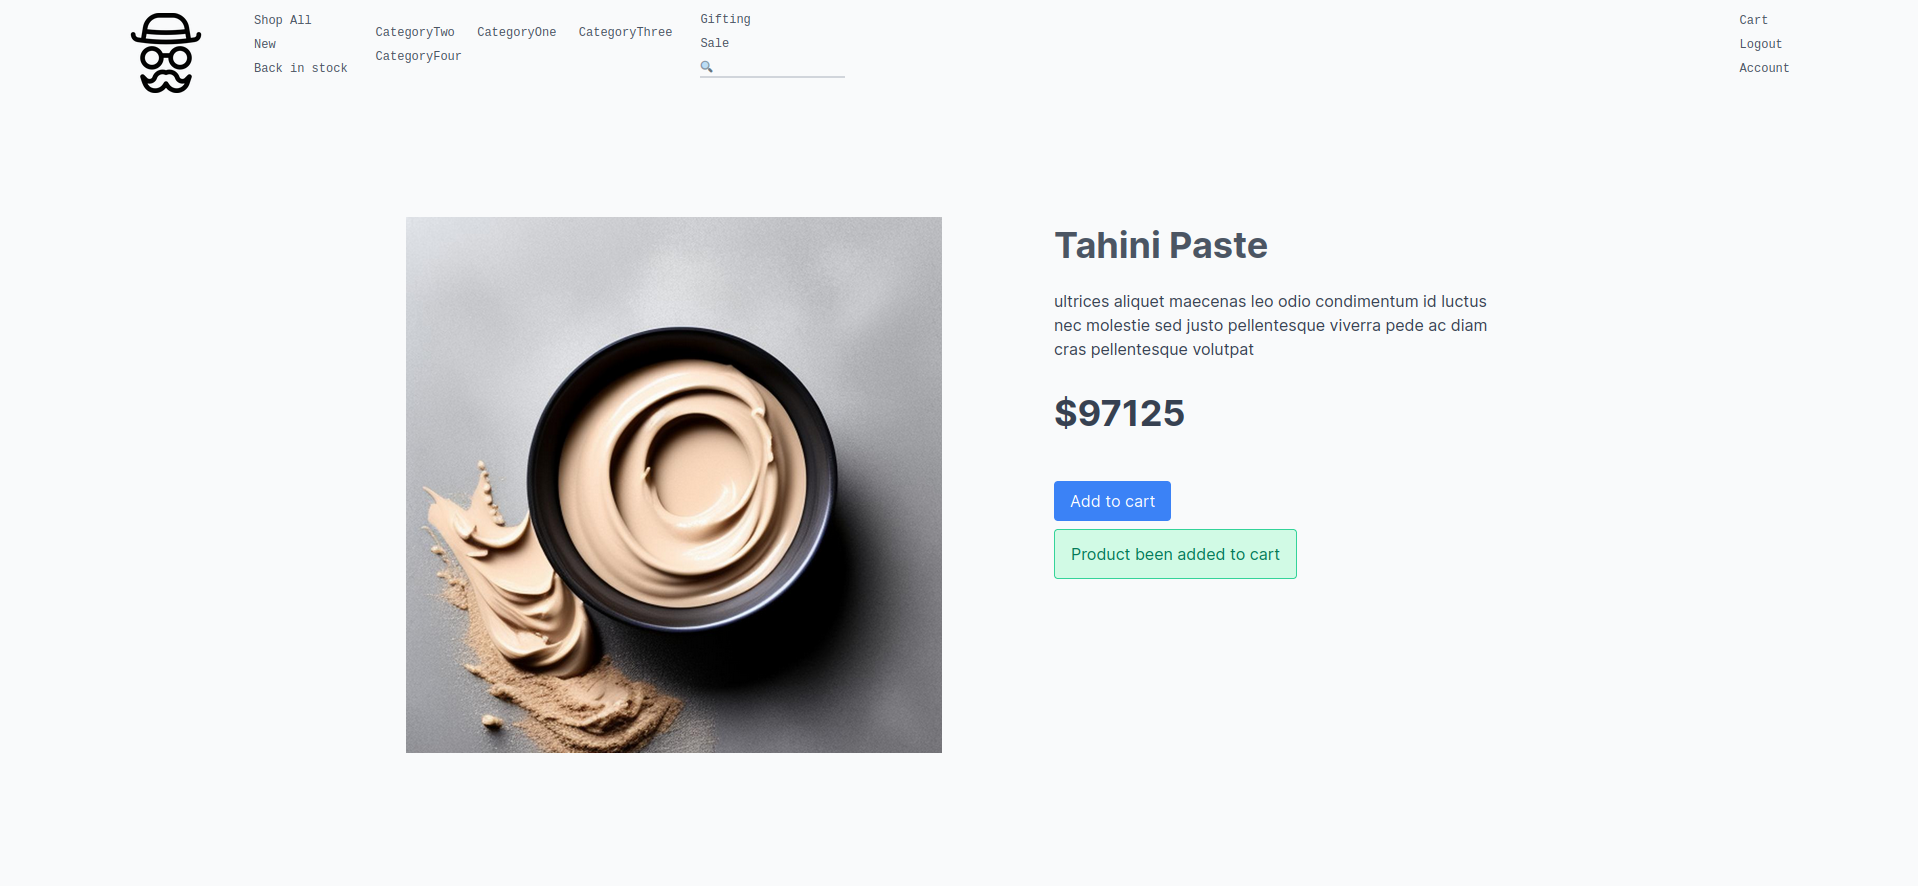 Shop All
New
Back in stock
CategoryTwo CategoryOne CategoryThree
CategoryFour
Gifting
Sale
Cart
Logout
Account
Tahini Paste
ultrices aliquet maecenas leo odio condimentum id luctus
nec molestie sed justo pellentesque viverra pede ac diam
cras pellentesque volutpat
$97125
Add to cart
Product been added to cart